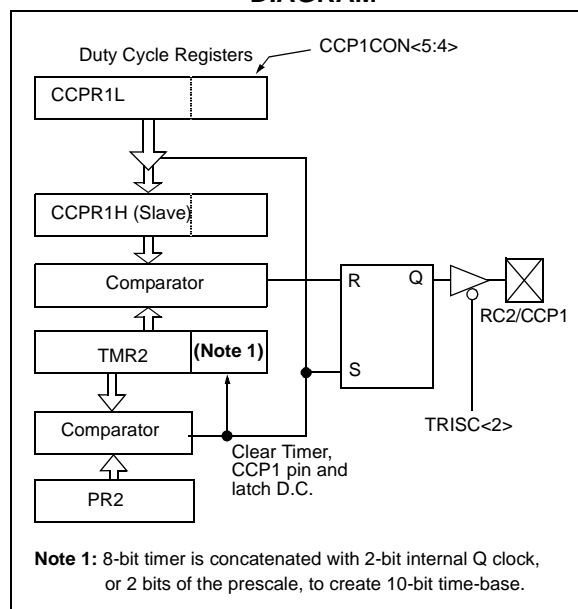 DIAGRAM
Duty Cycle Registers
CCP1CON<5:4>
CCPR1L
CCPR1H (Slave)
Comparator
R
Q
RC2/CCP1
TMR2
(Note 1)
S
TRISC<2>
Comparator
Clear Timer,
CCP1 pin and
latch D.C.
PR2
Note 1: 8-bit timer is concatenated with 2-bit internal Q clock,
or 2 bits of the prescale, to create 10-bit time-base.